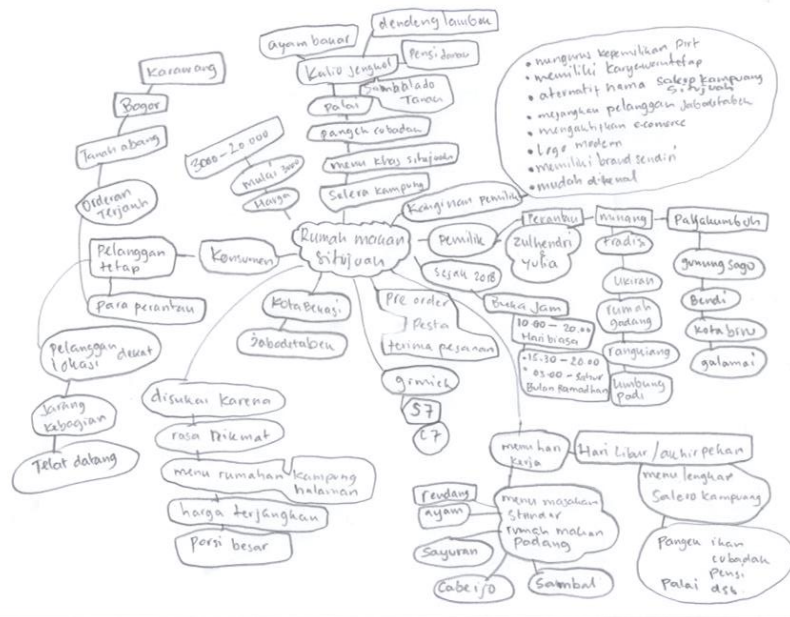 dendeng lambok
ayam bakar
Kalio jengkol
Pensi danau
Sambalado
Tanah
Palai
pangek cubadak
menu khas situjuah
Selera kampung
3000 - 20.000
mulai 3000
Harga
Karawang
Bogor
Tanah abang
Orderan
Terjauh
Pelanggan
tetap
Konsumen
para perantau
Pelanggan
lokasi dekat
Jarang
Kebagian
Telat datang
Rumah makan
situjuah
Keinginan pemilik
• mengurus kepemilikan Pirt
• memiliki karyawan tetap
• aternatif nama Salero kampuang
Situjuah
• menjangkau pelanggan Jabodetabek
• mengaktifkan e-comerse
• Logo modern
• memiliki brand sendiri
• mudah dikenal
Pemilik
Perantau
Zulhendri
& Yulia
minang
tradisi
Ukiran
rumah
gadang
rangkiang
lumbung
padi
Payakumbuh
gunung sago
Bendi
kota biru
galamai
Sejak 2018
Buka Jam
10.00 - 20.00
Hari biasa
• 15.30 - 20.00
• 03.00 - Sahur
Bulan Ramadhan
Kota Bekasi
Jabodetabek
Pre order
Pesta
terima pesanan
gimick
S7
C7
disukai karena
rasa Nikmat
menu rumahan
kampung
halaman
harga terjangkau
porsi besar
menu hari
kerja
Hari Libur / akhir pekan
menu lengkap
Salero kampuang
Pangek ikan
cubadak
Pensi
Palai dsb
menu masakan
standar
rumah makan
padang
rendang
ayam
Sayuran
Cabe ijo
Sambal